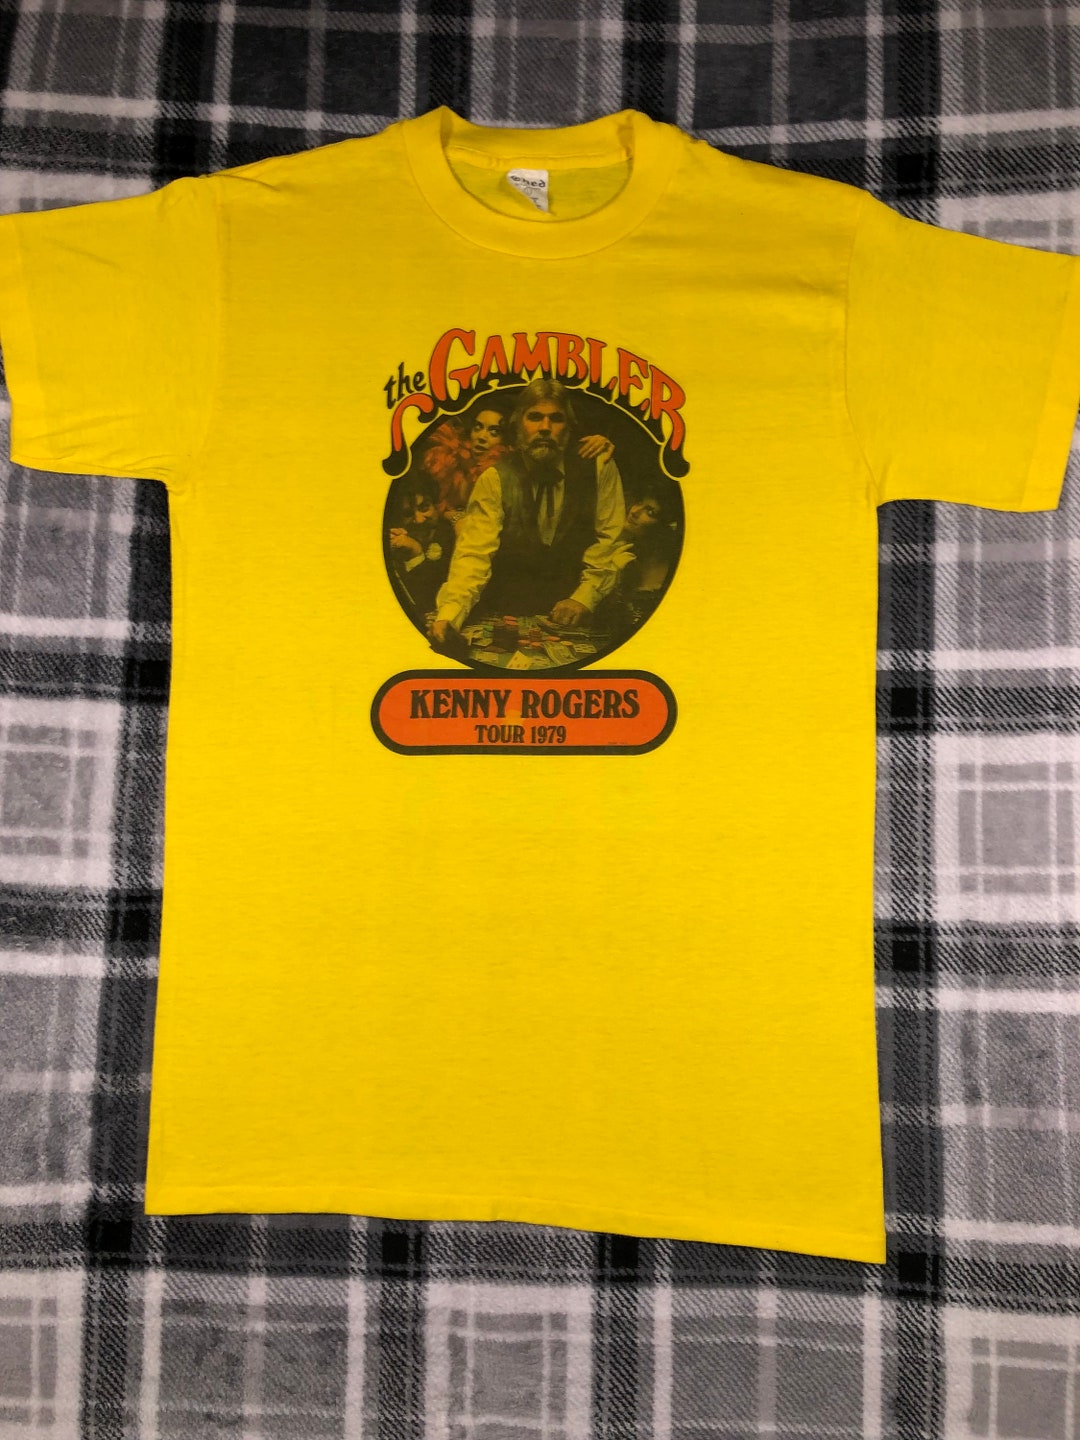 the GAMBLER
KENNY ROGERS
TOUR 1979